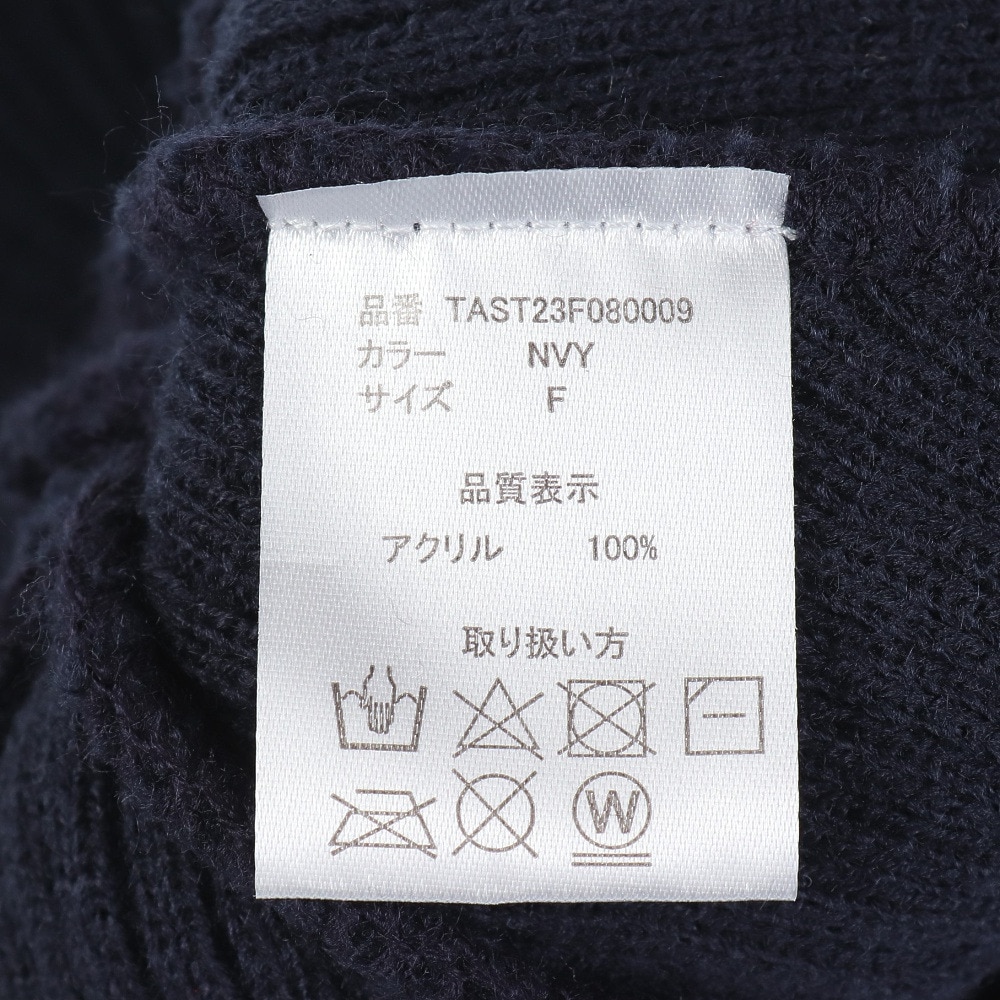 品番 TAST23F080009
カラー NVY
サイズ F
品質表示
アクリル 100%
取り扱い方
W